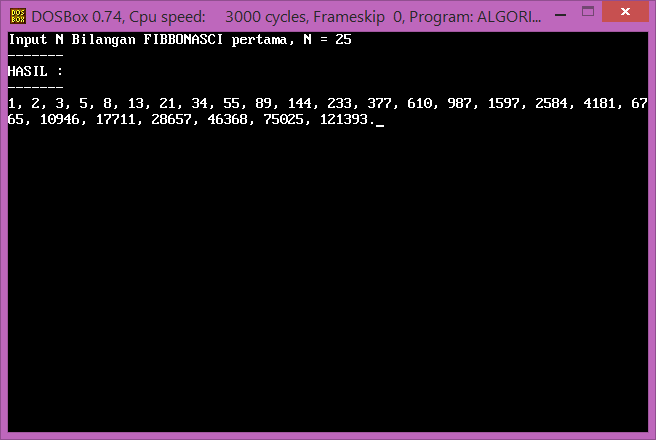 DOS
BOX
DOSBox 0.74, Cpu speed: 3000 cycles, Frameskip 0, Program: ALGORI...
Input N Bilangan FIBBONASCI pertama, N = 25
-------
HASIL :
-------
1, 2, 3, 5, 8, 13, 21, 34, 55, 89, 144, 233, 377, 610, 987, 1597, 2584, 4181, 67
65, 10946, 17711, 28657, 46368, 75025, 121393._